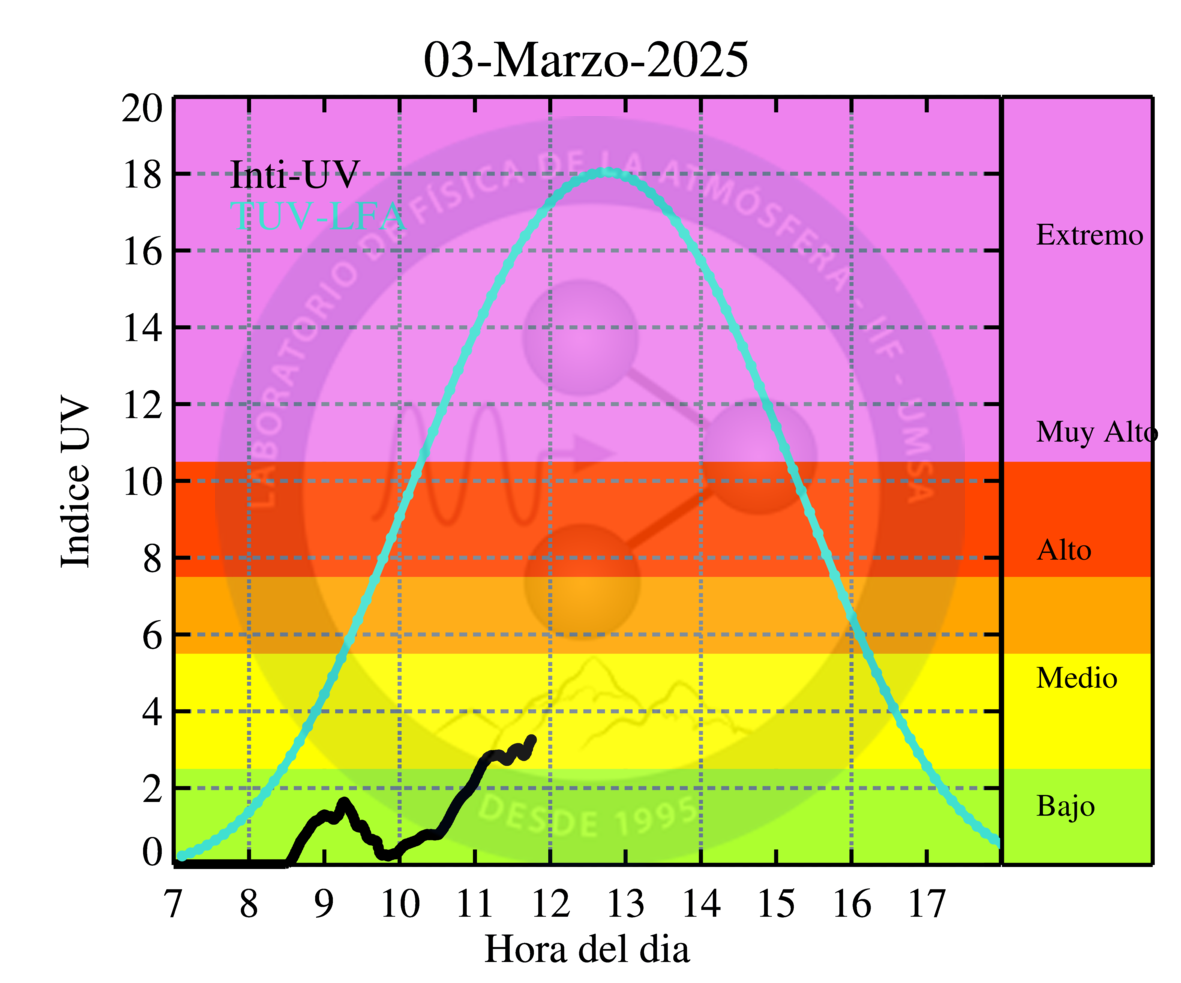 03-Marzo-2025
Indice UV
20
18
16
14
12
10
8
6
4
2
0
Inti-UV
TUV-LFA
LABORATORIO DE FÍSICA DE LA ATMÓSFERA - IIF - UMSA
DESDE 1995
Extremo
Muy Alto
Alto
Medio
Bajo
7 8 9 10 11 12 13 14 15 16 17
Hora del dia